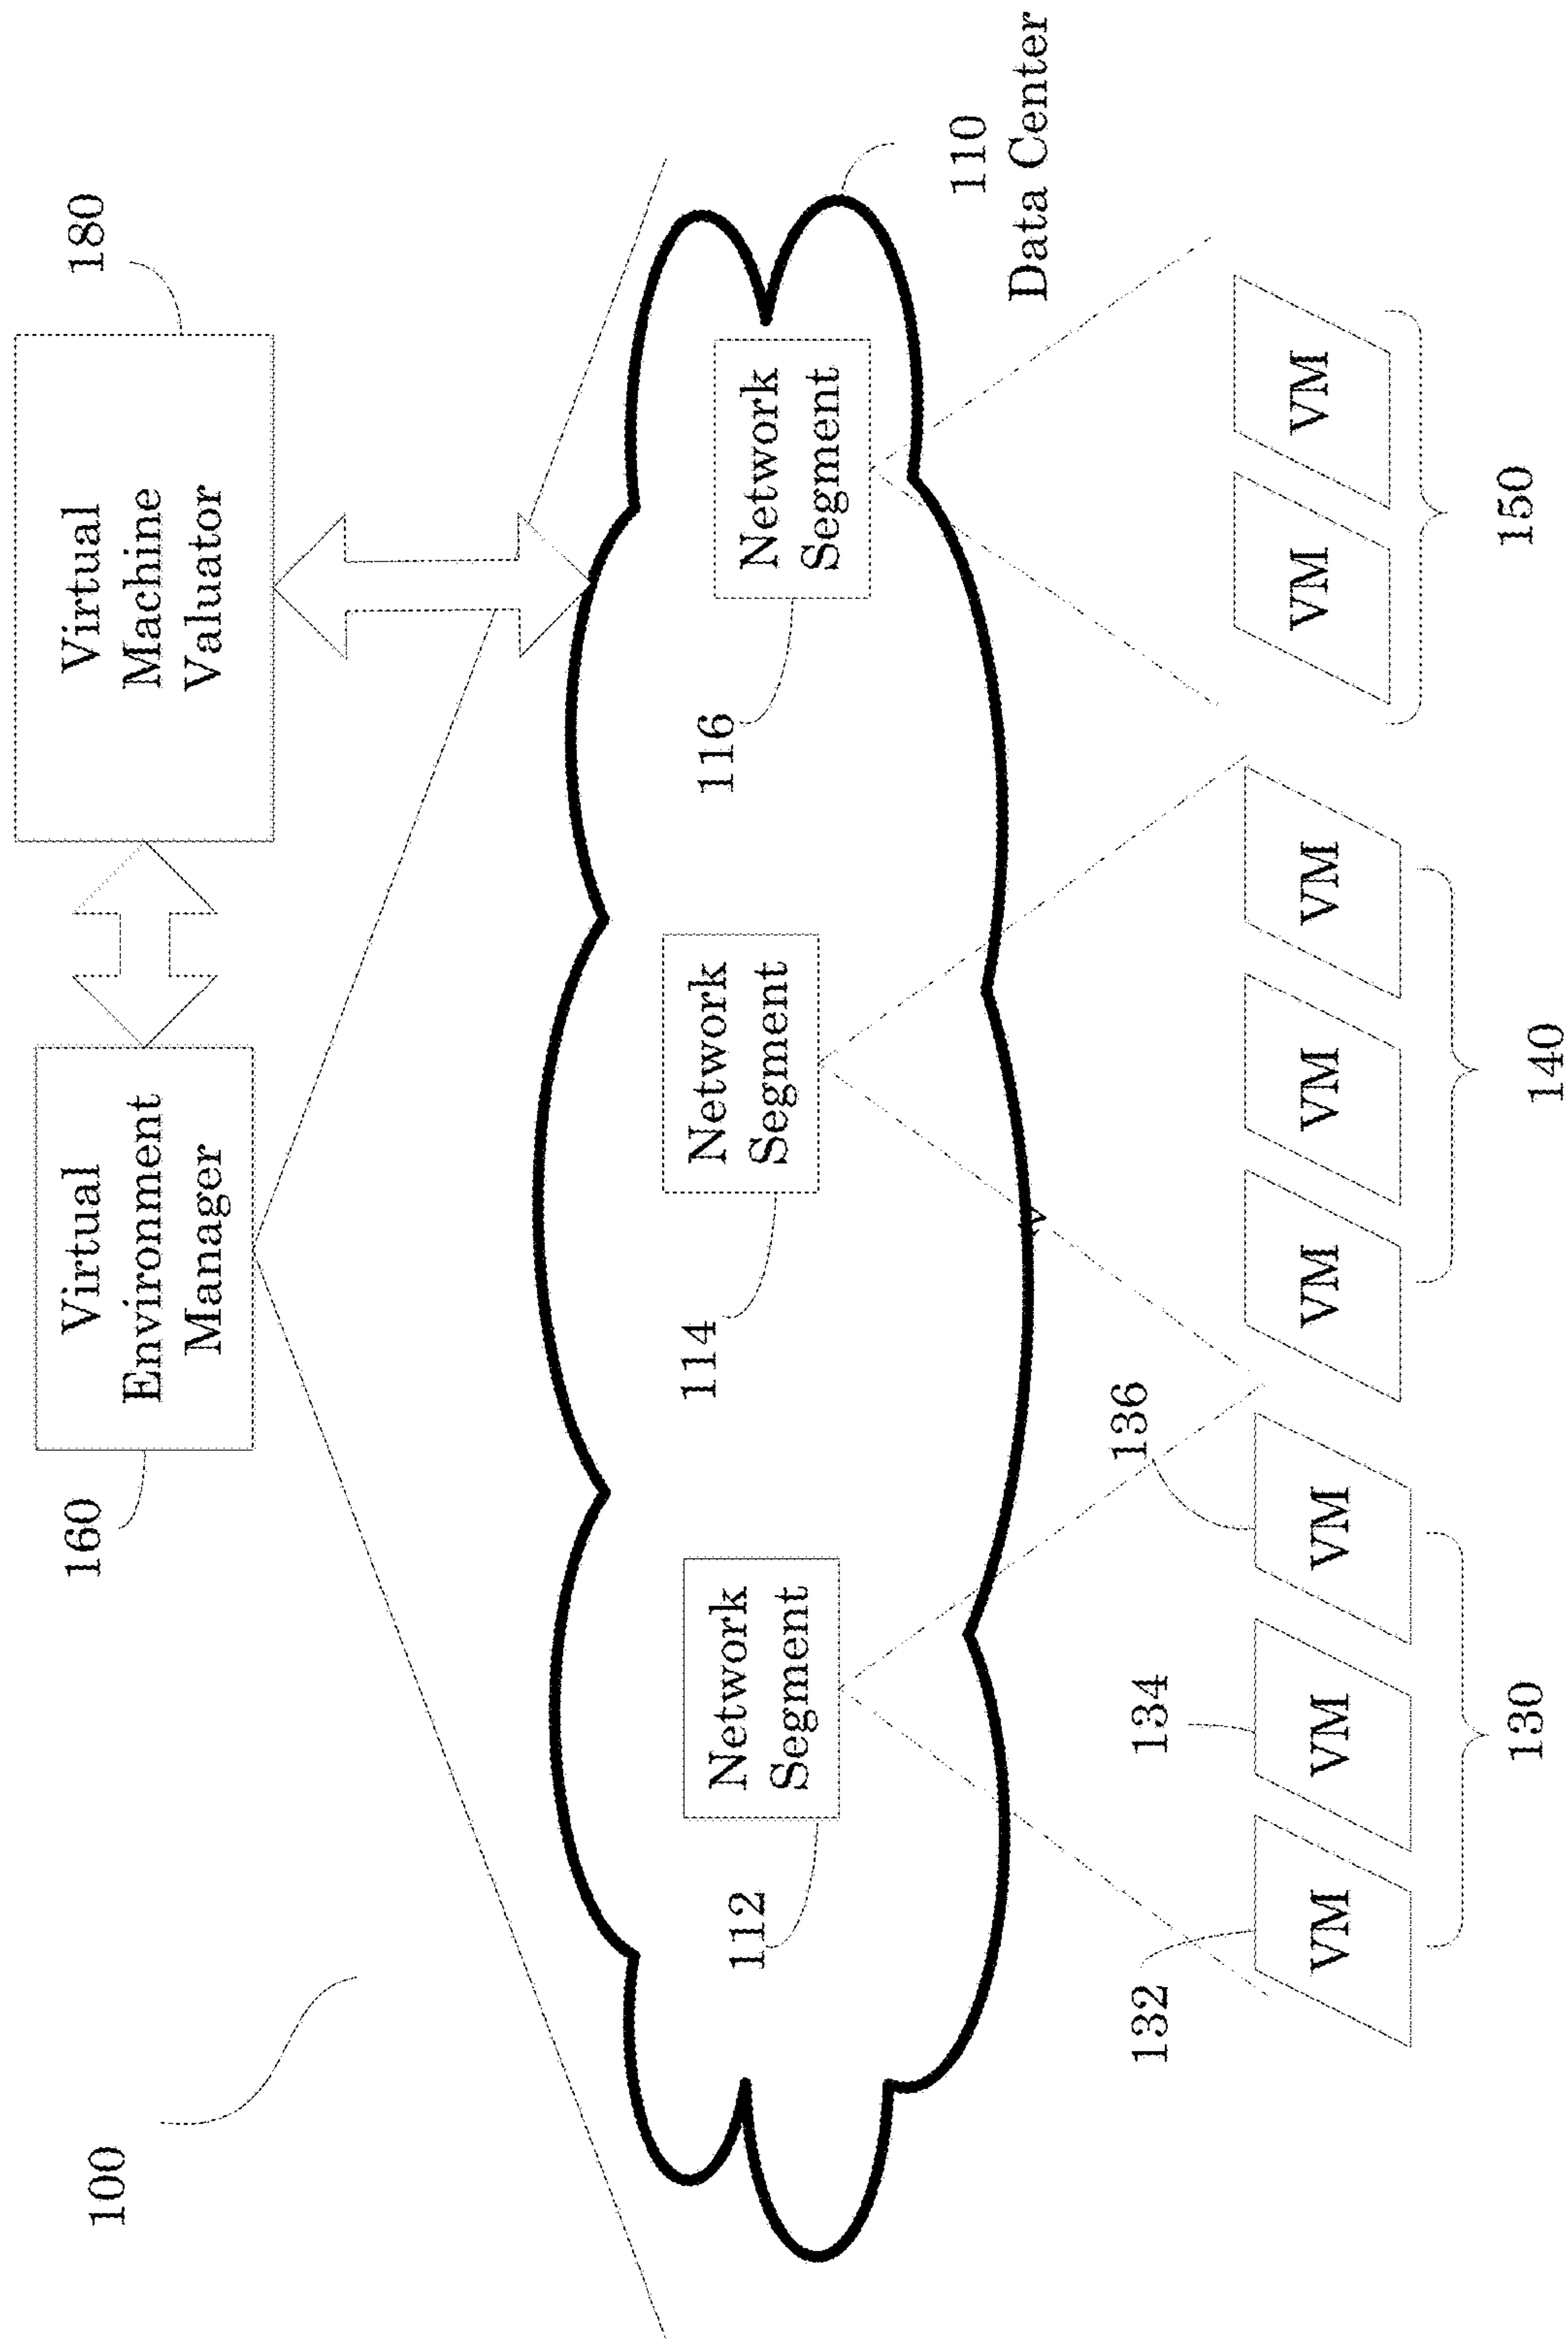 100
160
Virtual
Environment
Manager
Virtual
Machine
Valuator
180
112
Network
Segment
114
Network
Segment
116
Network
Segment
110
Data Center
132
134
136
VM
VM
VM
VM
VM
VM
VM
VM
130
140
150